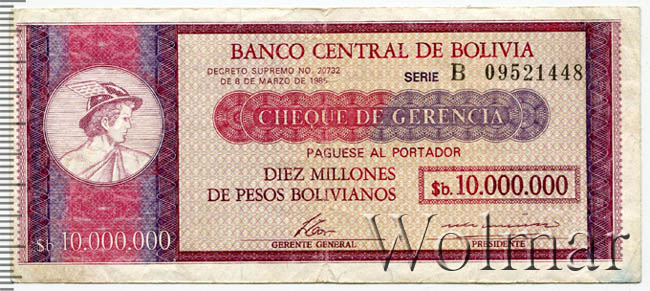 BANCO CENTRAL DE BOLIVIA
DECRETO SUPREMO NO. 20732
DE 8 DE MARZO DE 1985
SERIE B 09521448
CHEQUE DE GERENCIA
PAGUESE AL PORTADOR
DIEZ MILLONES
DE PESOS BOLIVIANOS
$b. 10.000.000
$b 10.000.000
GERENTE GENERAL
PRESIDENTE
Wolmar